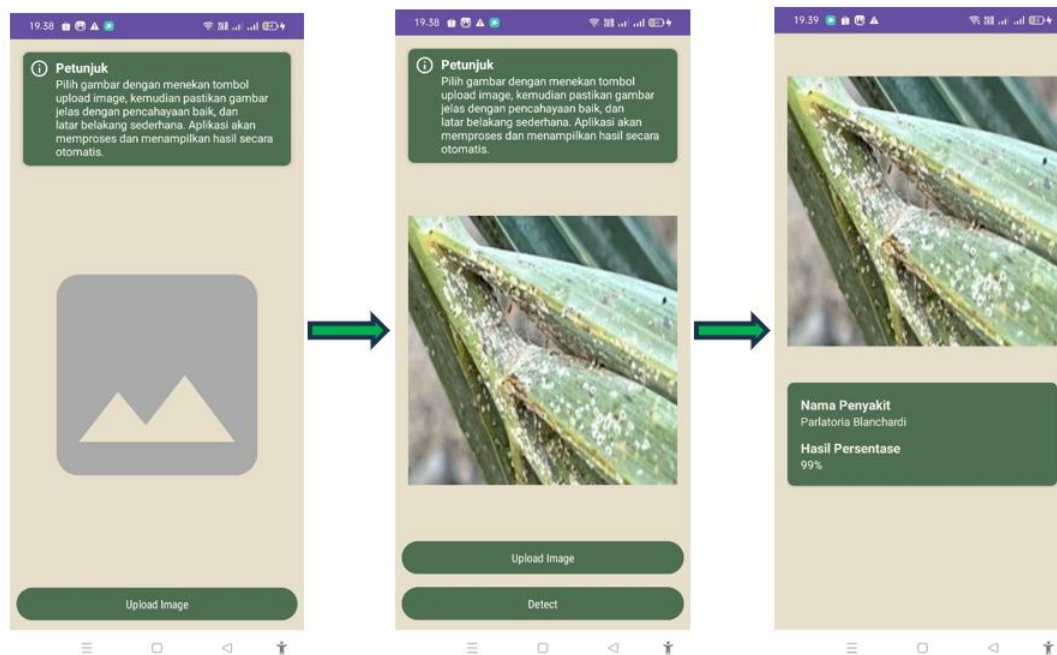 19.38
Petunjuk
Pilih gambar dengan menekan tombol
upload image, kemudian pastikan gambar
jelas dengan pencahayaan baik, dan
latar belakang sederhana. Aplikasi akan
memproses dan menampilkan hasil secara
otomatis.
Upload Image
19.38
Petunjuk
Pilih gambar dengan menekan tombol
upload image, kemudian pastikan gambar
jelas dengan pencahayaan baik, dan
latar belakang sederhana. Aplikasi akan
memproses dan menampilkan hasil secara
otomatis.
Upload Image
Detect
19.39
Nama Penyakit
Parlatoria Blanchardi
Hasil Persentase
99%